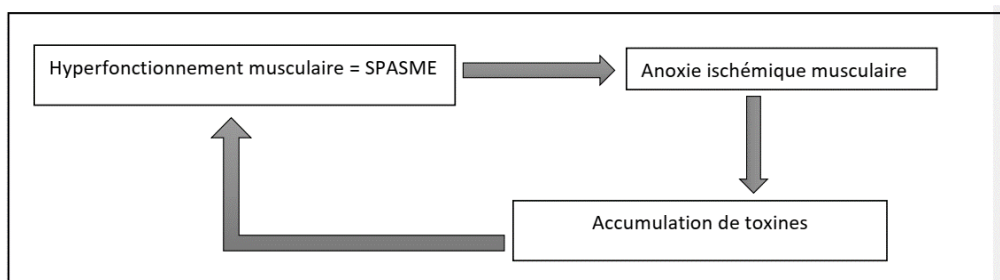 Hyperfonctionnement musculaire = SPASME
Anoxie ischémique musculaire
Accumulation de toxines